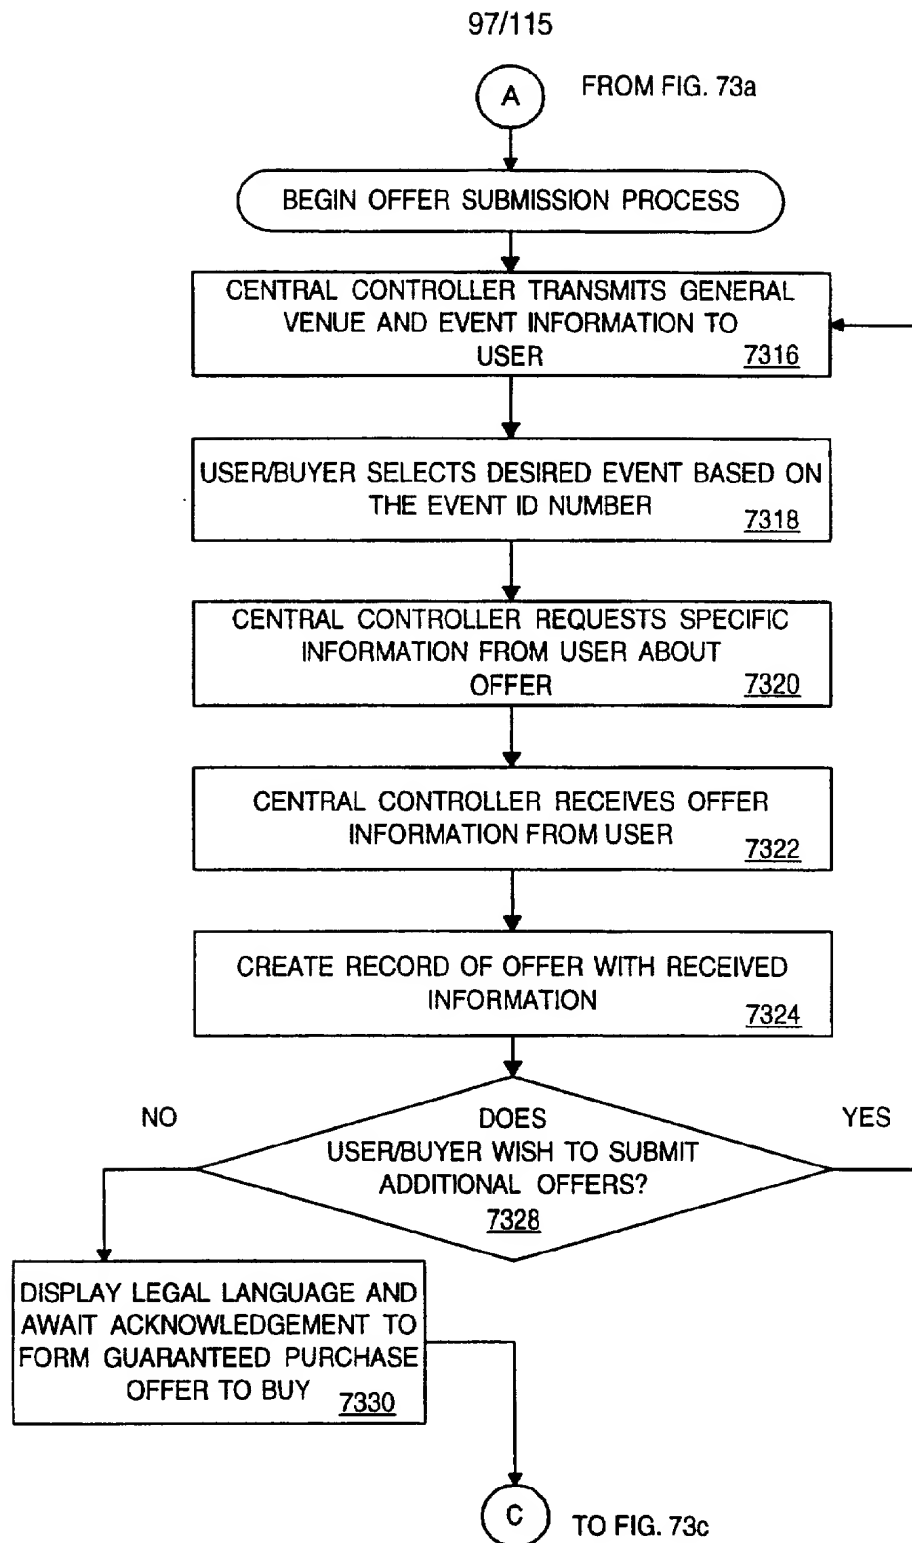 97/115
A
FROM FIG. 73a
BEGIN OFFER SUBMISSION PROCESS
CENTRAL CONTROLLER TRANSMITS GENERAL
VENUE AND EVENT INFORMATION TO
USER
7316
USER/BUYER SELECTS DESIRED EVENT BASED ON
THE EVENT ID NUMBER
7318
CENTRAL CONTROLLER REQUESTS SPECIFIC
INFORMATION FROM USER ABOUT
OFFER
7320
CENTRAL CONTROLLER RECEIVES OFFER
INFORMATION FROM USER
7322
CREATE RECORD OF OFFER WITH RECEIVED
INFORMATION
7324
NO
DOES
USER/BUYER WISH TO SUBMIT
ADDITIONAL OFFERS?
7328
YES
DISPLAY LEGAL LANGUAGE AND
AWAIT ACKNOWLEDGEMENT TO
FORM GUARANTEED PURCHASE
OFFER TO BUY
7330
C
TO FIG. 73c